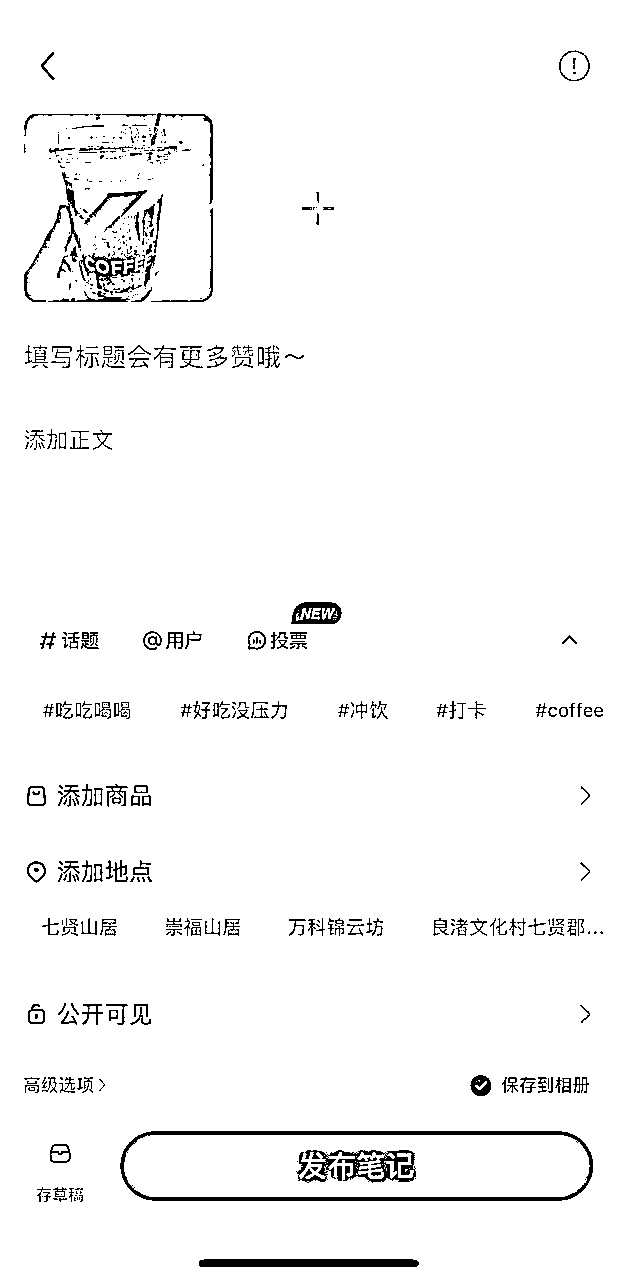 COFFEE
填写标题会有更多赞哦～
添加正文
NEW
# 话题 @用户 投票
#吃吃喝喝 #好吃没压力 #冲饮 #打卡 #coffee
添加商品
添加地点
七贤山居 崇福山居 万科锦云坊 良渚文化村七贤郡...
公开可见
高级选项 保存到相册
存草稿 发布笔记